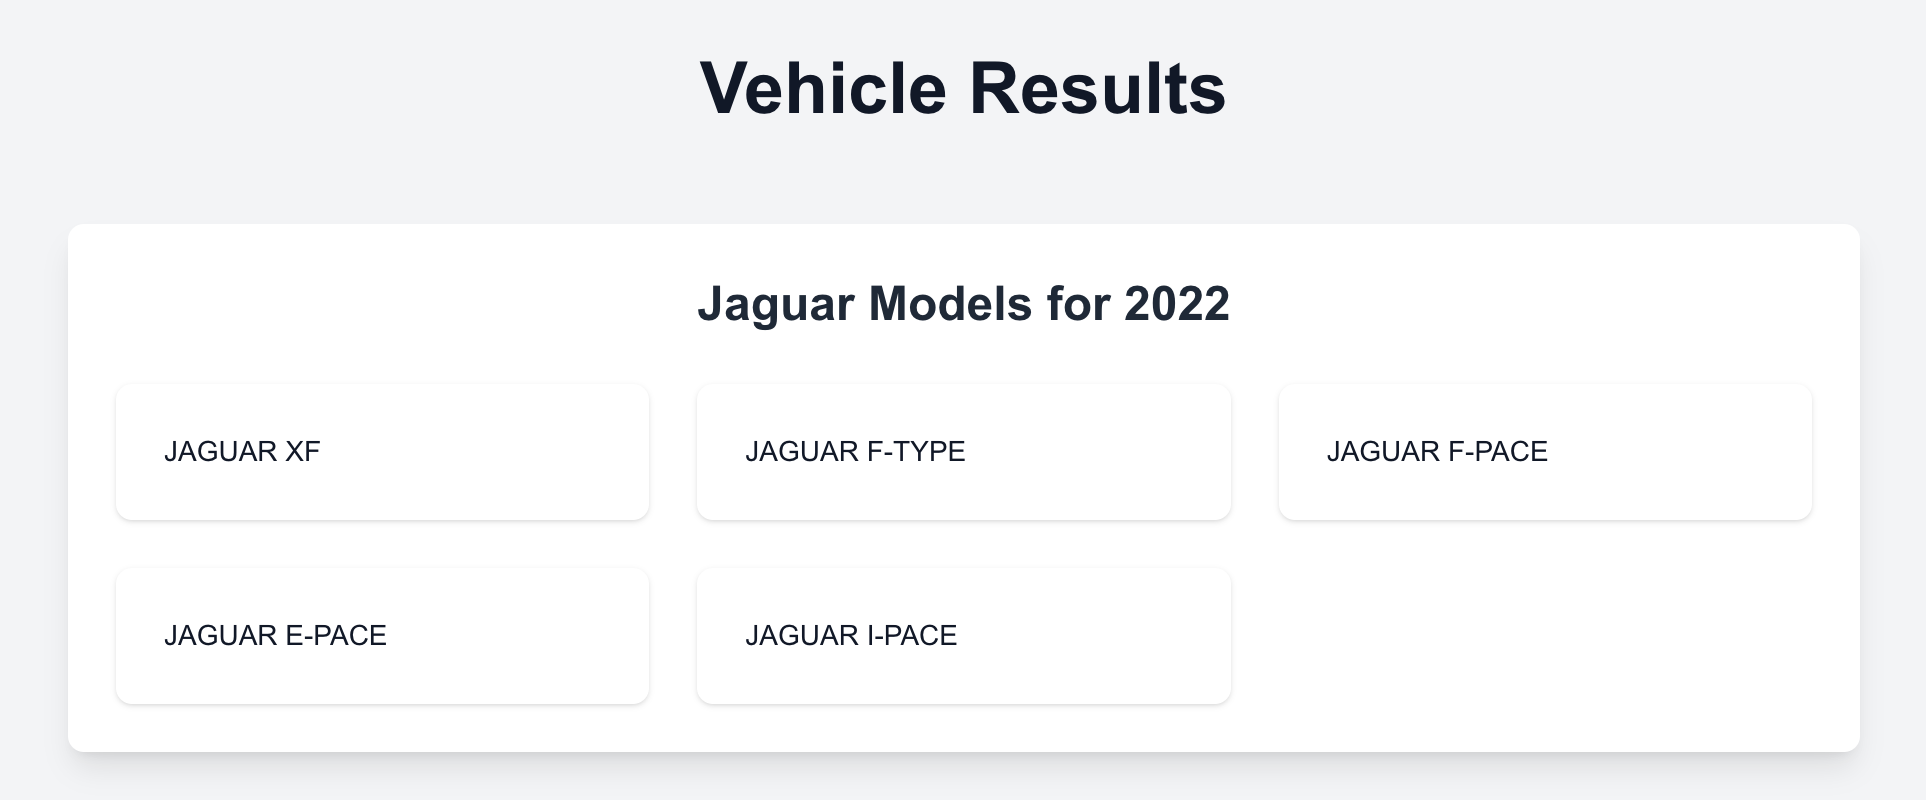 Vehicle Results
Jaguar Models for 2022
JAGUAR XF
JAGUAR F-TYPE
JAGUAR F-PACE
JAGUAR E-PACE
JAGUAR I-PACE